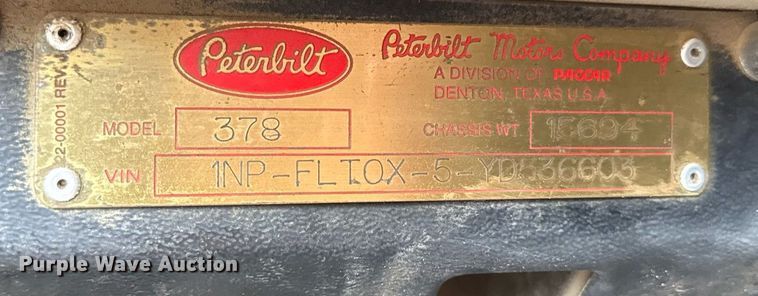 22-00001 REV. J
Peterbilt
Peterbilt Motors Company
A DIVISION OF PACCAR
DENTON, TEXAS U.S.A.
MODEL 378
CHASSIS WT. 15694
VIN 1NP-FLTOX-5-YD536603
Purple Wave Auction